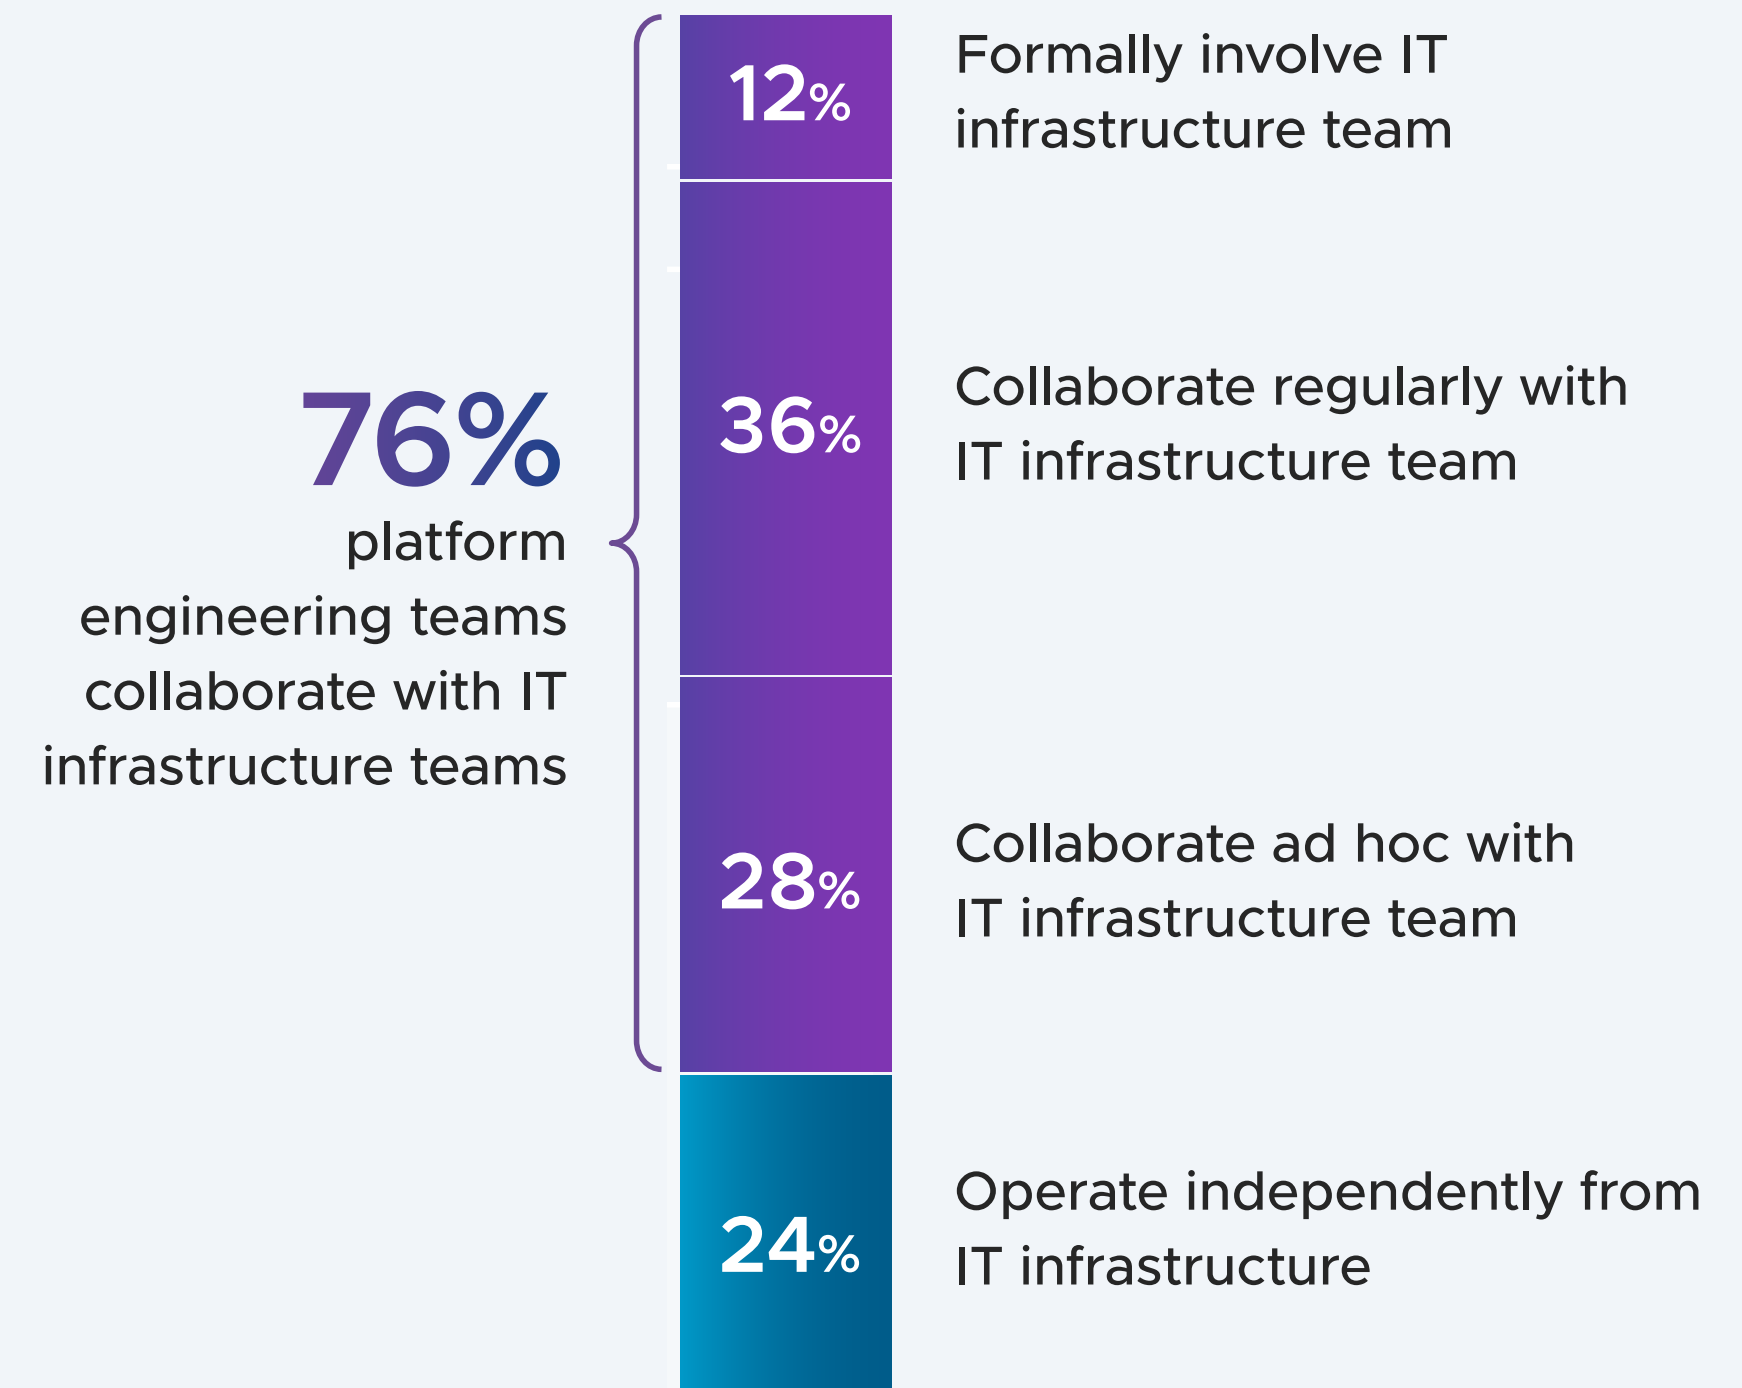 76%
platform
engineering teams
collaborate with IT
infrastructure teams
12%
Formally involve IT
infrastructure team
36%
Collaborate regularly with
IT infrastructure team
28%
Collaborate ad hoc with
IT infrastructure team
24%
Operate independently from
IT infrastructure